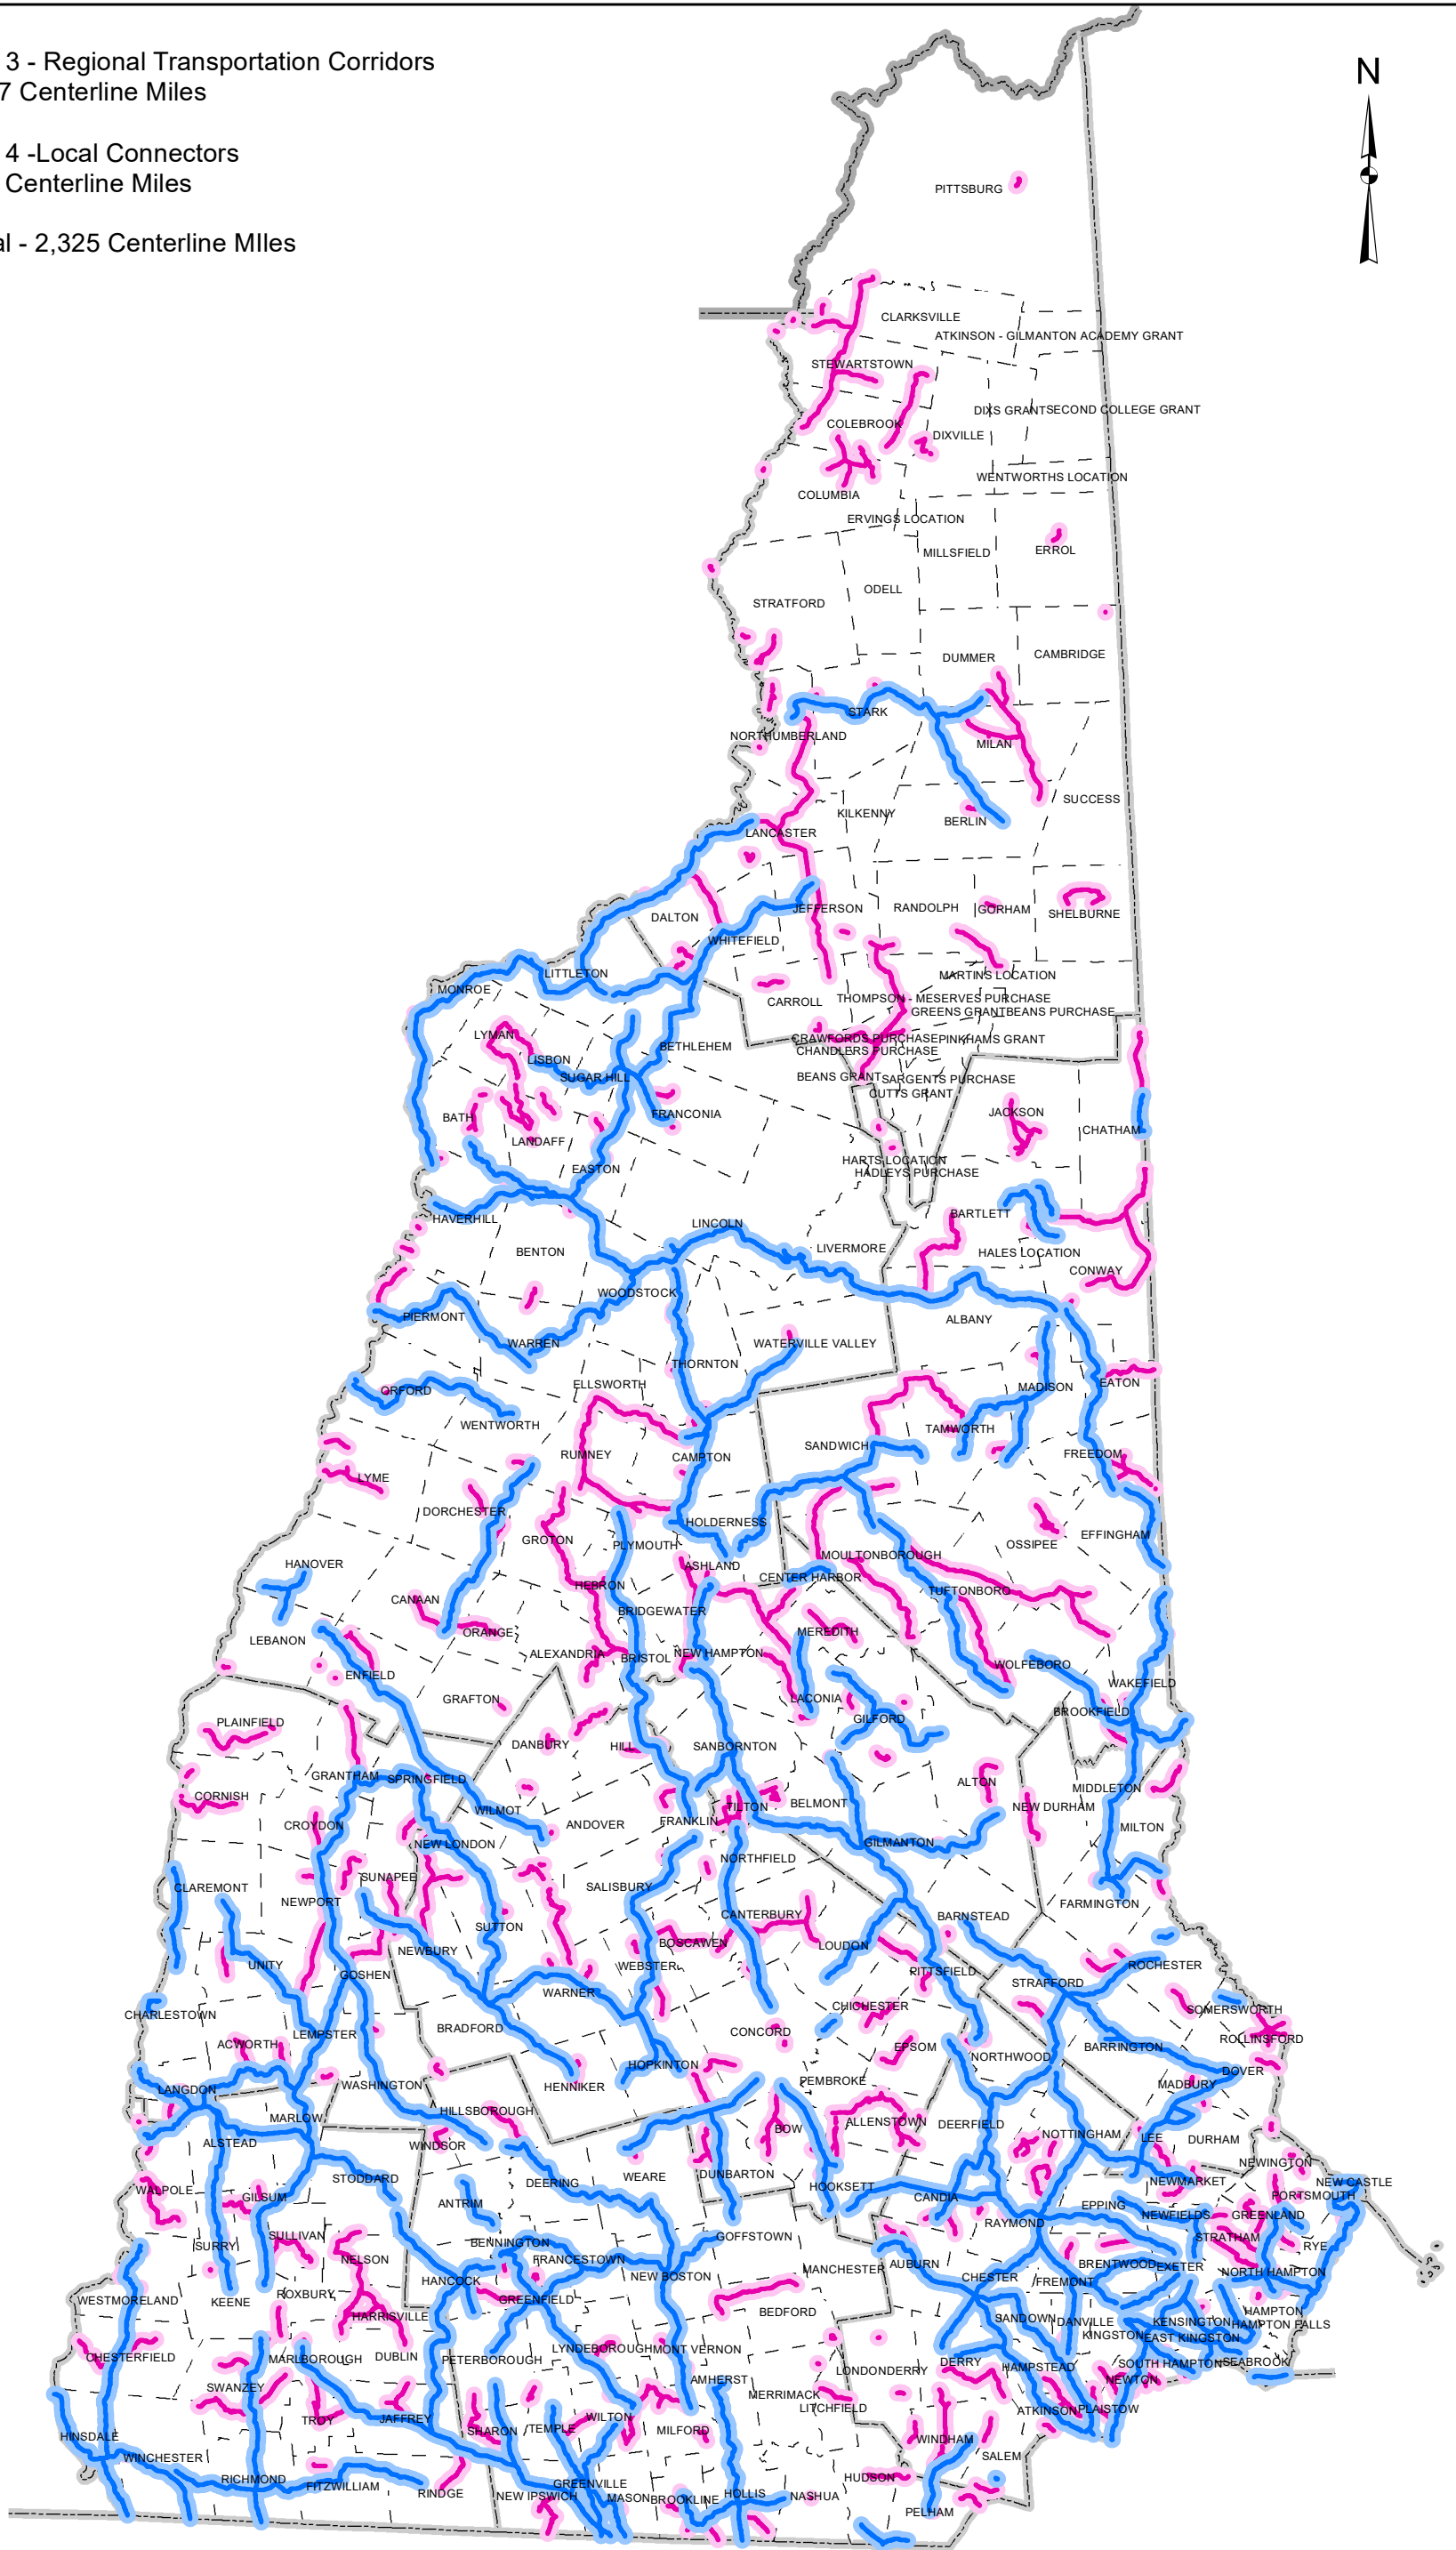 3 - Regional Transportation Corridors
7 Centerline Miles
4 -Local Connectors
Centerline Miles
al - 2,325 Centerline MIles
N
PITTSBURG
CLARKSVILLE
ATKINSON - GILMANTON ACADEMY GRANT
STEWARTSTOWN
DIXS GRANT
SECOND COLLEGE GRANT
COLEBROOK
DIXVILLE
WENTWORTHS LOCATION
COLUMBIA
ERVINGS LOCATION
MILLSFIELD
ERROL
ODELL
STRATFORD
DUMMER
CAMBRIDGE
STARK
NORTHUMBERLAND
MILAN
SUCCESS
KILKENNY
BERLIN
LANCASTER
JEFFERSON
RANDOLPH
GORHAM
SHELBURNE
DALTON
WHITEFIELD
LITTLETON
MARTINS LOCATION
MONROE
CARROLL
THOMPSON - MESERVES PURCHASE
GREENS GRANT
BEANS PURCHASE
LYMAN
CRAWFORDS PURCHASE
PINKHAMS GRANT
BETHLEHEM
CHANDLERS PURCHASE
LISBON
SUGAR HILL
BEANS GRANT
SARGENTS PURCHASE
CUTTS GRANT
FRANCONIA
JACKSON
BATH
CHATHAM
LANDAFF
HARTS LOCATION
EASTON
HADLEYS PURCHASE
BARTLETT
HAVERHILL
LINCOLN
LIVERMORE
BENTON
HALES LOCATION
CONWAY
WOODSTOCK
PIERMONT
ALBANY
WARREN
WATERVILLE VALLEY
THORNTON
ELLSWORTH
EATON
MADISON
ORFORD
WENTWORTH
TAMWORTH
SANDWICH
RUMNEY
CAMPTON
FREEDOM
LYME
DORCHESTER
HOLDERNESS
EFFINGHAM
GROTON
PLYMOUTH
OSSIPEE
MOULTONBOROUGH
HANOVER
ASHLAND
CENTER HARBOR
HEBRON
TUFTONBORO
CANAAN
BRIDGEWATER
ORANGE
MEREDITH
LEBANON
ALEXANDRIA
BRISTOL
NEW HAMPTON
WOLFEBORO
ENFIELD
WAKEFIELD
GRAFTON
LACONIA
BROOKFIELD
GILFORD
PLAINFIELD
DANBURY
HILL
SANBORNTON
GRANTHAM
SPRINGFIELD
ALTON
MIDDLETON
CORNISH
WILMOT
TILTON
BELMONT
NEW DURHAM
CROYDON
ANDOVER
FRANKLIN
MILTON
NEW LONDON
GILMANTON
NORTHFIELD
SUNAPEE
CLAREMONT
SALISBURY
NEWPORT
FARMINGTON
CANTERBURY
BARNSTEAD
SUTTON
BOSCAWEN
LOUDON
NEWBURY
UNITY
WEBSTER
ROCHESTER
GOSHEN
PITTSFIELD
STRAFFORD
WARNER
CHICHESTER
SOMERSWORTH
CHARLESTOWN
BRADFORD
CONCORD
LEMPSTER
ROLLINSFORD
ACWORTH
EPSOM
BARRINGTON
NORTHWOOD
HOPKINTON
DOVER
PEMBROKE
LANGDON
WASHINGTON
HENNIKER
MADBURY
HILLSBOROUGH
MARLOW
ALLENSTOWN
DEERFIELD
BOW
NOTTINGHAM
LEE
DURHAM
ALSTEAD
WINDSOR
NEWINGTON
STODDARD
DEERING
WEARE
DUNBARTON
NEWMARKET
NEW CASTLE
HOOKSETT
WALPOLE
GILSUM
CANDIA
PORTSMOUTH
ANTRIM
EPPING
NEWFIELDS
GREENLAND
RAYMOND
SULLIVAN
GOFFSTOWN
STRATHAM
SURRY
BENNINGTON
RYE
NELSON
FRANCESTOWN
AUBURN
BRENTWOOD
EXETER
MANCHESTER
NORTH HAMPTON
NEW BOSTON
CHESTER
FREMONT
HANCOCK
ROXBURY
WESTMORELAND
KEENE
GREENFIELD
BEDFORD
HAMPTON
HARRISVILLE
SANDOWN
DANVILLE
KENSINGTON
HAMPTON FALLS
KINGSTON
EAST KINGSTON
LYNDEBOROUGH
MONT VERNON
CHESTERFIELD
MARLBOROUGH
DUBLIN
PETERBOROUGH
DERRY
SOUTH HAMPTON
SEABROOK
HAMPSTEAD
LONDONDERRY
AMHERST
NEWTON
SWANZEY
MERRIMACK
LITCHFIELD
ATKINSON
PLAISTOW
TROY
JAFFREY
SHARON
TEMPLE
WILTON
MILFORD
HINSDALE
WINDHAM
WINCHESTER
SALEM
RICHMOND
FITZWILLIAM
RINDGE
GREENVILLE
HUDSON
NEW IPSWICH
MASON
BROOKLINE
HOLLIS
NASHUA
PELHAM